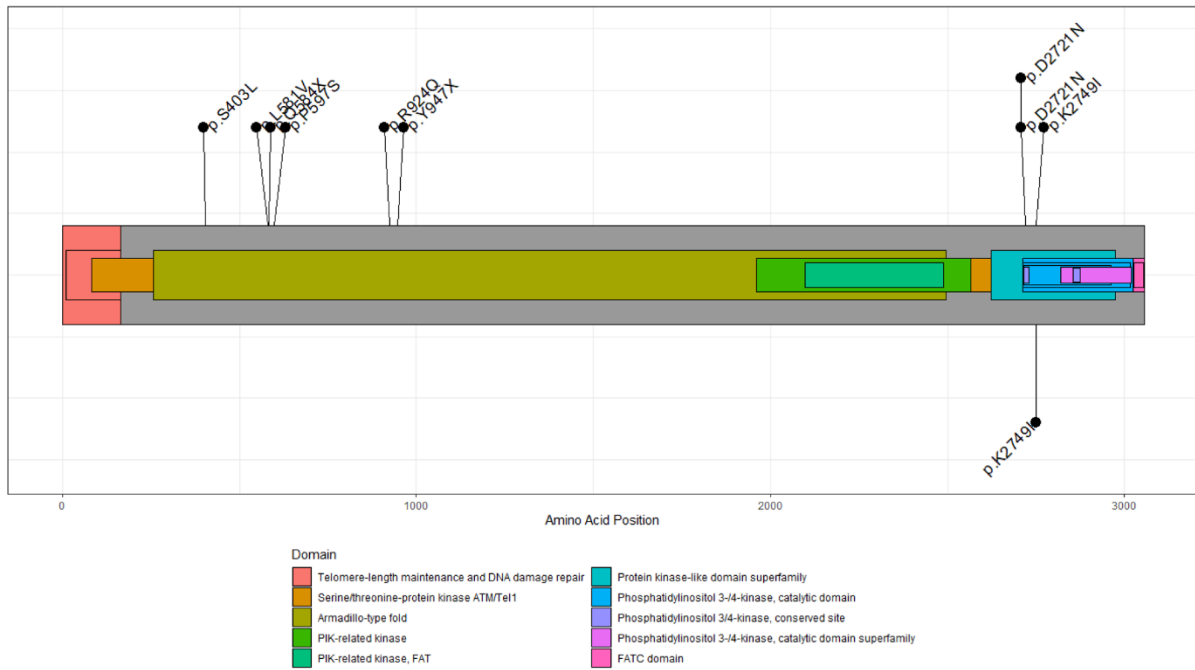 p.D2721N
p.S403L
p.L581V
p.Q584X
p.P597S
p.R924Q
p.Y947X
p.D2721N
p.K2749I
p.K2749I
0
1000
2000
3000
Amino Acid Position
Domain
Telomere-length maintenance and DNA damage repair
Serine/threonine-protein kinase ATM/Tel1
Armadillo-type fold
PIK-related kinase
PIK-related kinase, FAT
Protein kinase-like domain superfamily
Phosphatidylinositol 3-/4-kinase, catalytic domain
Phosphatidylinositol 3/4-kinase, conserved site
Phosphatidylinositol 3-/4-kinase, catalytic domain superfamily
FATC domain